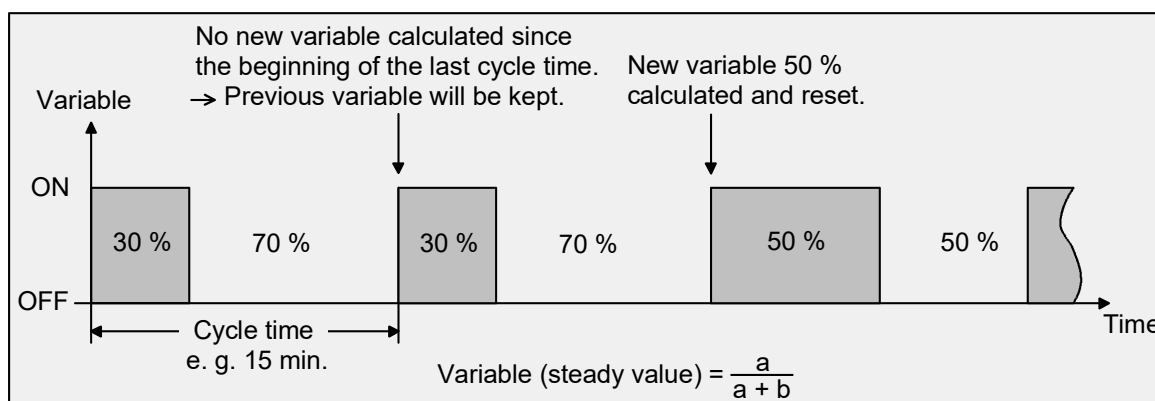 No new variable calculated since
the beginning of the last cycle time.
→ Previous variable will be kept.
New variable 50 %
calculated and reset.
Variable
ON
30 %
70 %
30 %
70 %
50 %
50 %
OFF
Time
Cycle time
e. g. 15 min.
Variable (steady value) = a / a + b